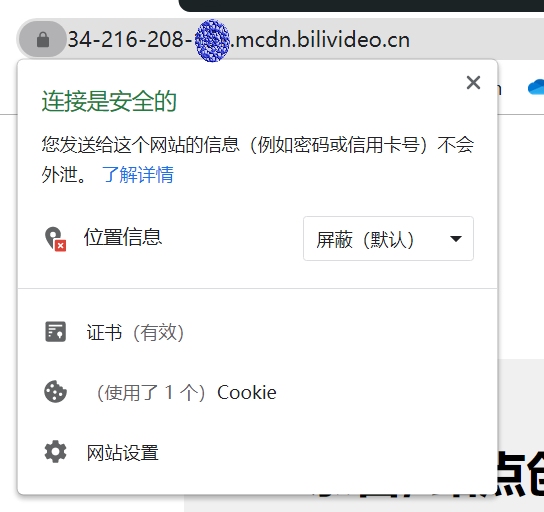 34-216-208-
.mcdn.bilivideo.cn
连接是安全的
您发送给这个网站的信息（例如密码或信用卡号）不会
外泄。 了解详情
位置信息
屏蔽（默认）
证书（有效）
（使用了 1 个）Cookie
网站设置